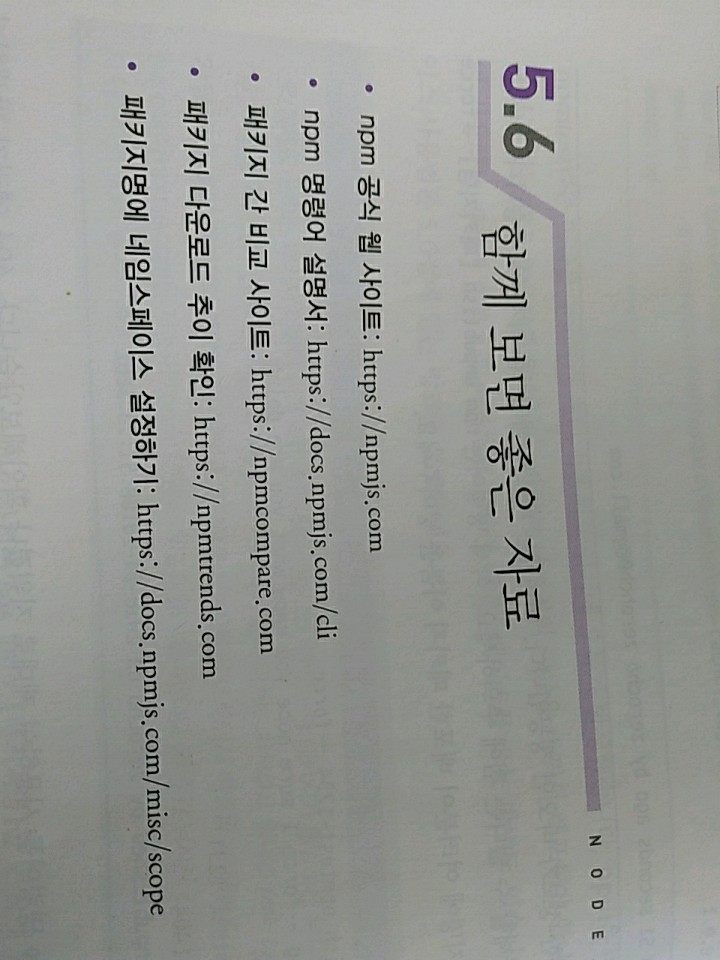 NODE
5.6 함께 보면 좋은 자료
• npm 공식 웹 사이트: https://npmjs.com
• npm 명령어 설명서: https://docs.npmjs.com/cli
• 패키지 간 비교 사이트: https://npmcompare.com
• 패키지 다운로드 추이 확인: https://npmtrends.com
• 패키지명에 네임스페이스 설정하기: https://docs.npmjs.com/misc/scope